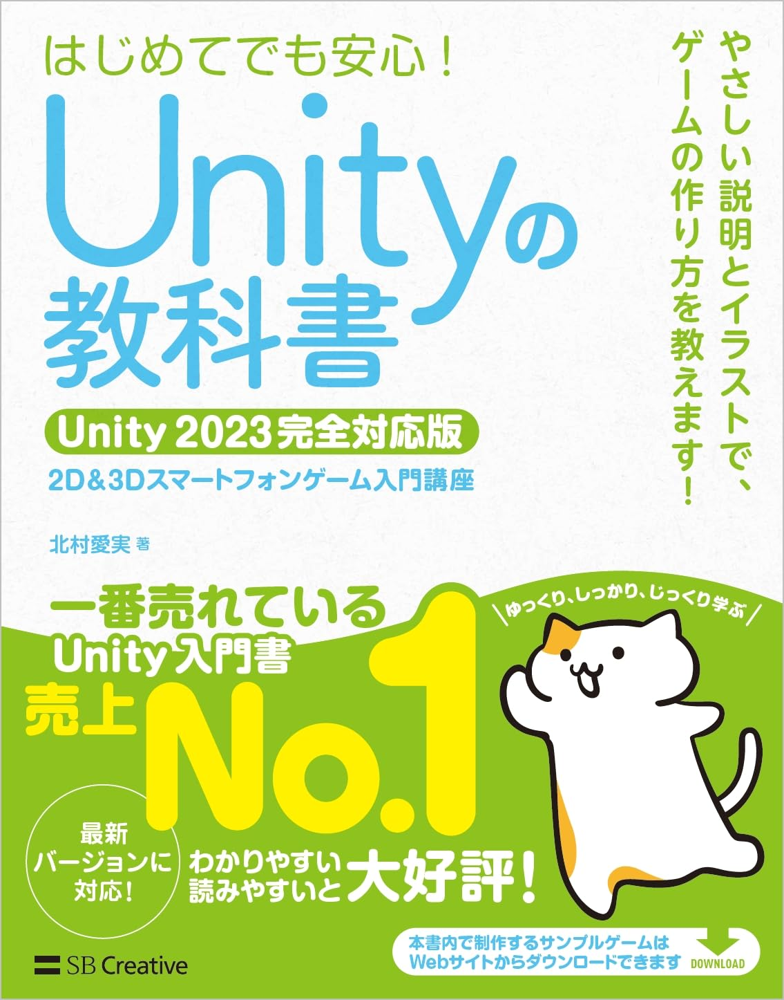 はじめてでも安心!
Unityの
教科書
Unity 2023完全対応版
2D&3Dスマートフォンゲーム入門講座
北村愛実 著
やさしい説明とイラストで、
ゲームの作り方を教えます!
一番売れている
Unity入門書
売上No.1
ゆっくり、しっかり、じっくり学ぶ
最新
バージョンに
対応!
わかりやすい
読みやすいと
大好評!
本書内で制作するサンプルゲームは
Webサイトからダウンロードできます
DOWNLOAD
SB Creative